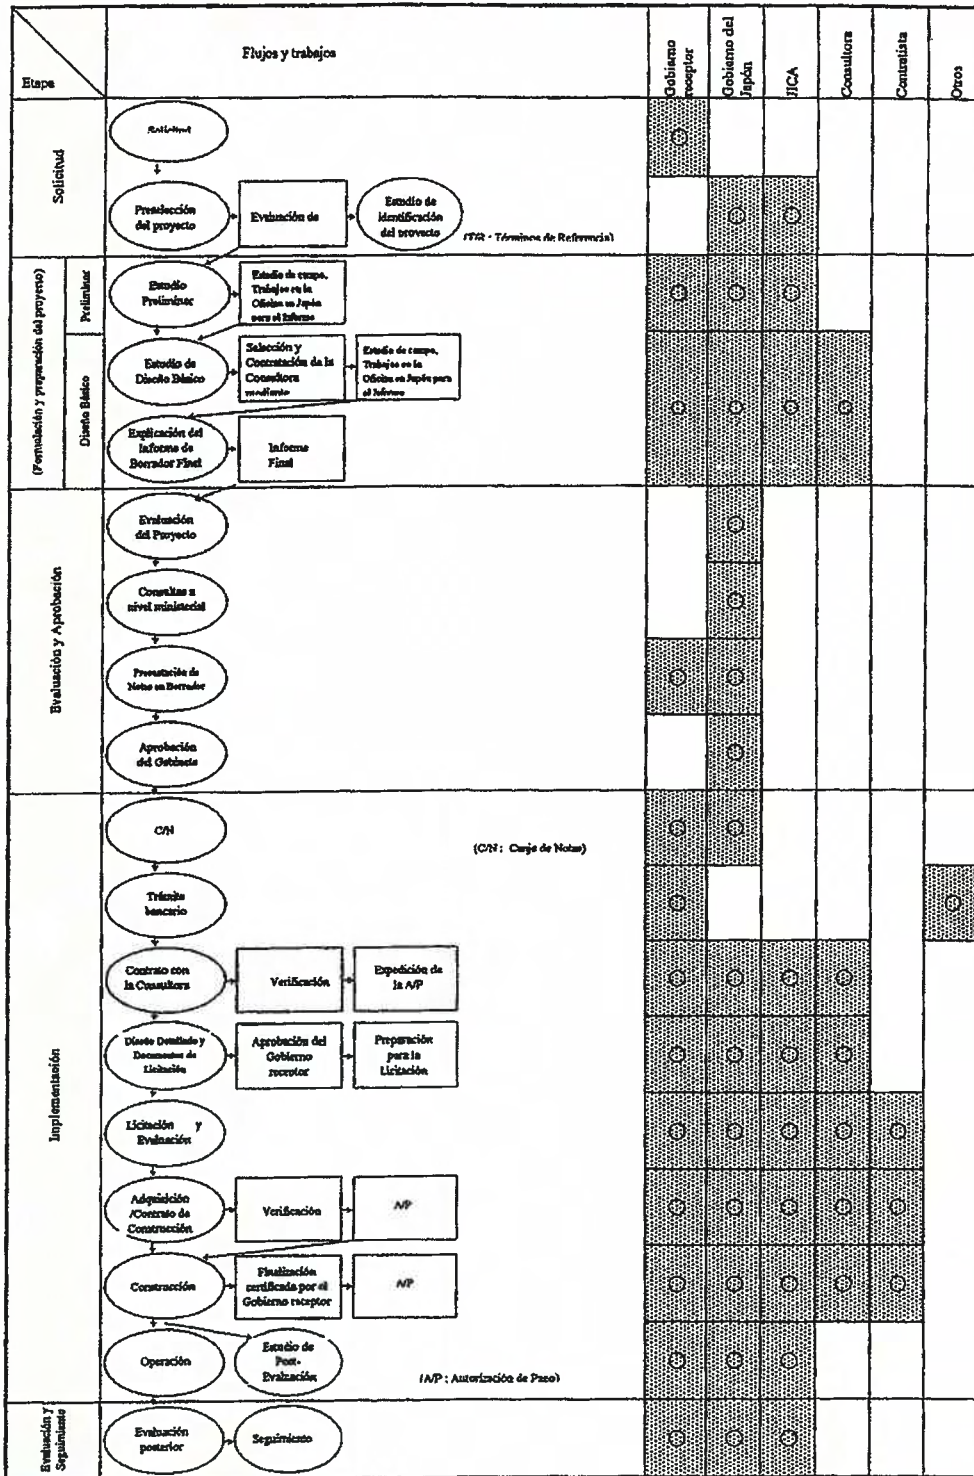 Flujos y trabajos
Etapa
Gobierno
receptor
Gobierno del
Japón
JICA
Consultora
Contratista
Otros
Solicitud
Solicitud
Preselección
del proyecto
Evaluación de
Estudio de
identificación
del proyecto
(T/R : Términos de Referencia)
(Formulación y preparación del proyerso)
Preliminer
Estudio
Preliminer
Estudio de campo,
Trabajos en la
Oficina en Japón
para el Informe
Diseño Básico
Estudio de
Diseño Básico
Selección y
Contratación de la
Consultora
mediante
Estudio de campo,
Trabajos en la
Oficina en Japón para
el Informe
Explicación del
Informe de
Borrador Final
Informe
Final
Evaluación y Aprobación
Evaluación
del Proyecto
Consultas a
nivel ministerial
Presentación de
Notas en Borrador
Aprobación
del Gabinete
Implementación
C/N
(C/N : Canje de Notas)
Trámite
bancario
Contrato con
la Consultora
Verificación
Expedición de
la A/P
Diseño Detallado y
Documentos de
Licitación
Aprobación del
Gobierno
receptor
Preparación
para la
Licitación
Licitación y
Evaluación
Adquisición
/Contrato de
Construcción
Verificación
A/P
Construcción
Finalización
certificada por el
Gobierno receptor
A/P
Operación
Estudio de
Post-
Evaluación
(A/P : Autorización de Pago)
Evaluación y
Seguimiento
Evaluación
posterior
Seguimiento